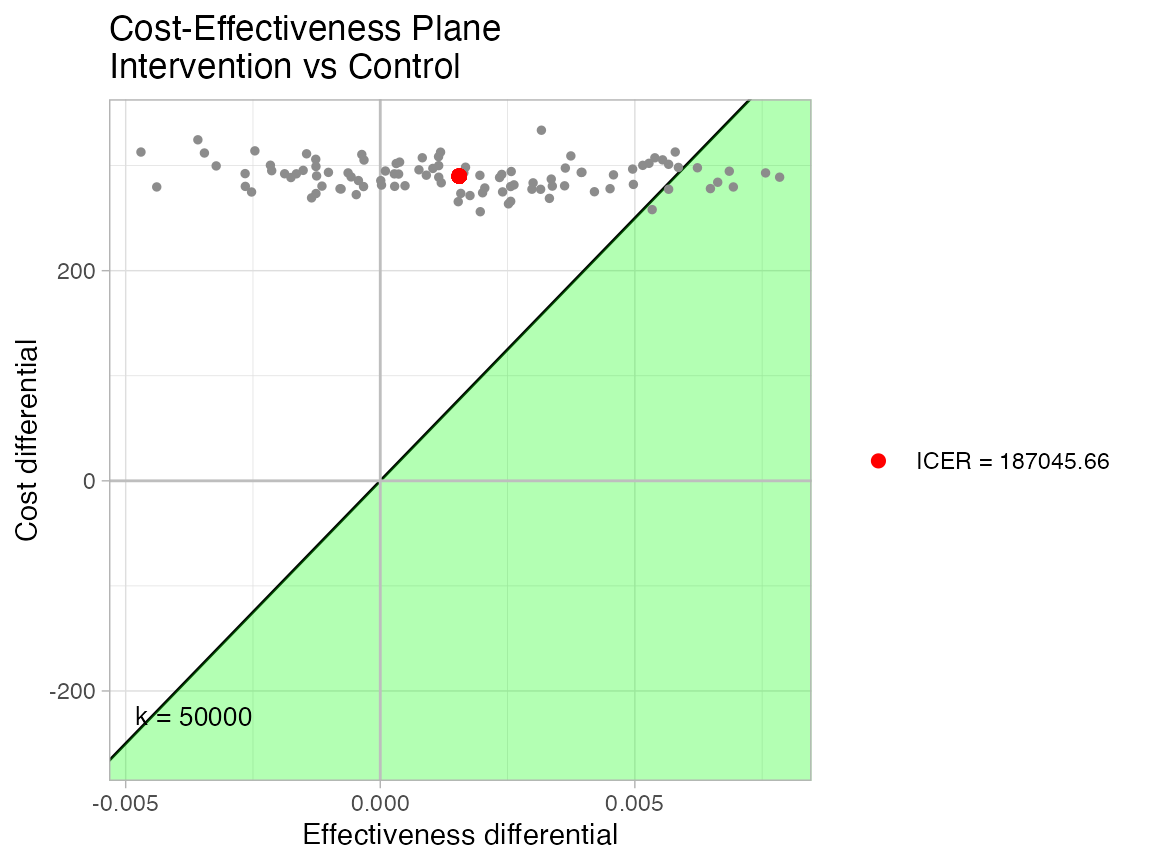 Cost-Effectiveness Plane
Intervention vs Control
Cost differential
200
0
-200
k = 50000
-0.005
0.000
0.005
Effectiveness differential
ICER = 187045.66